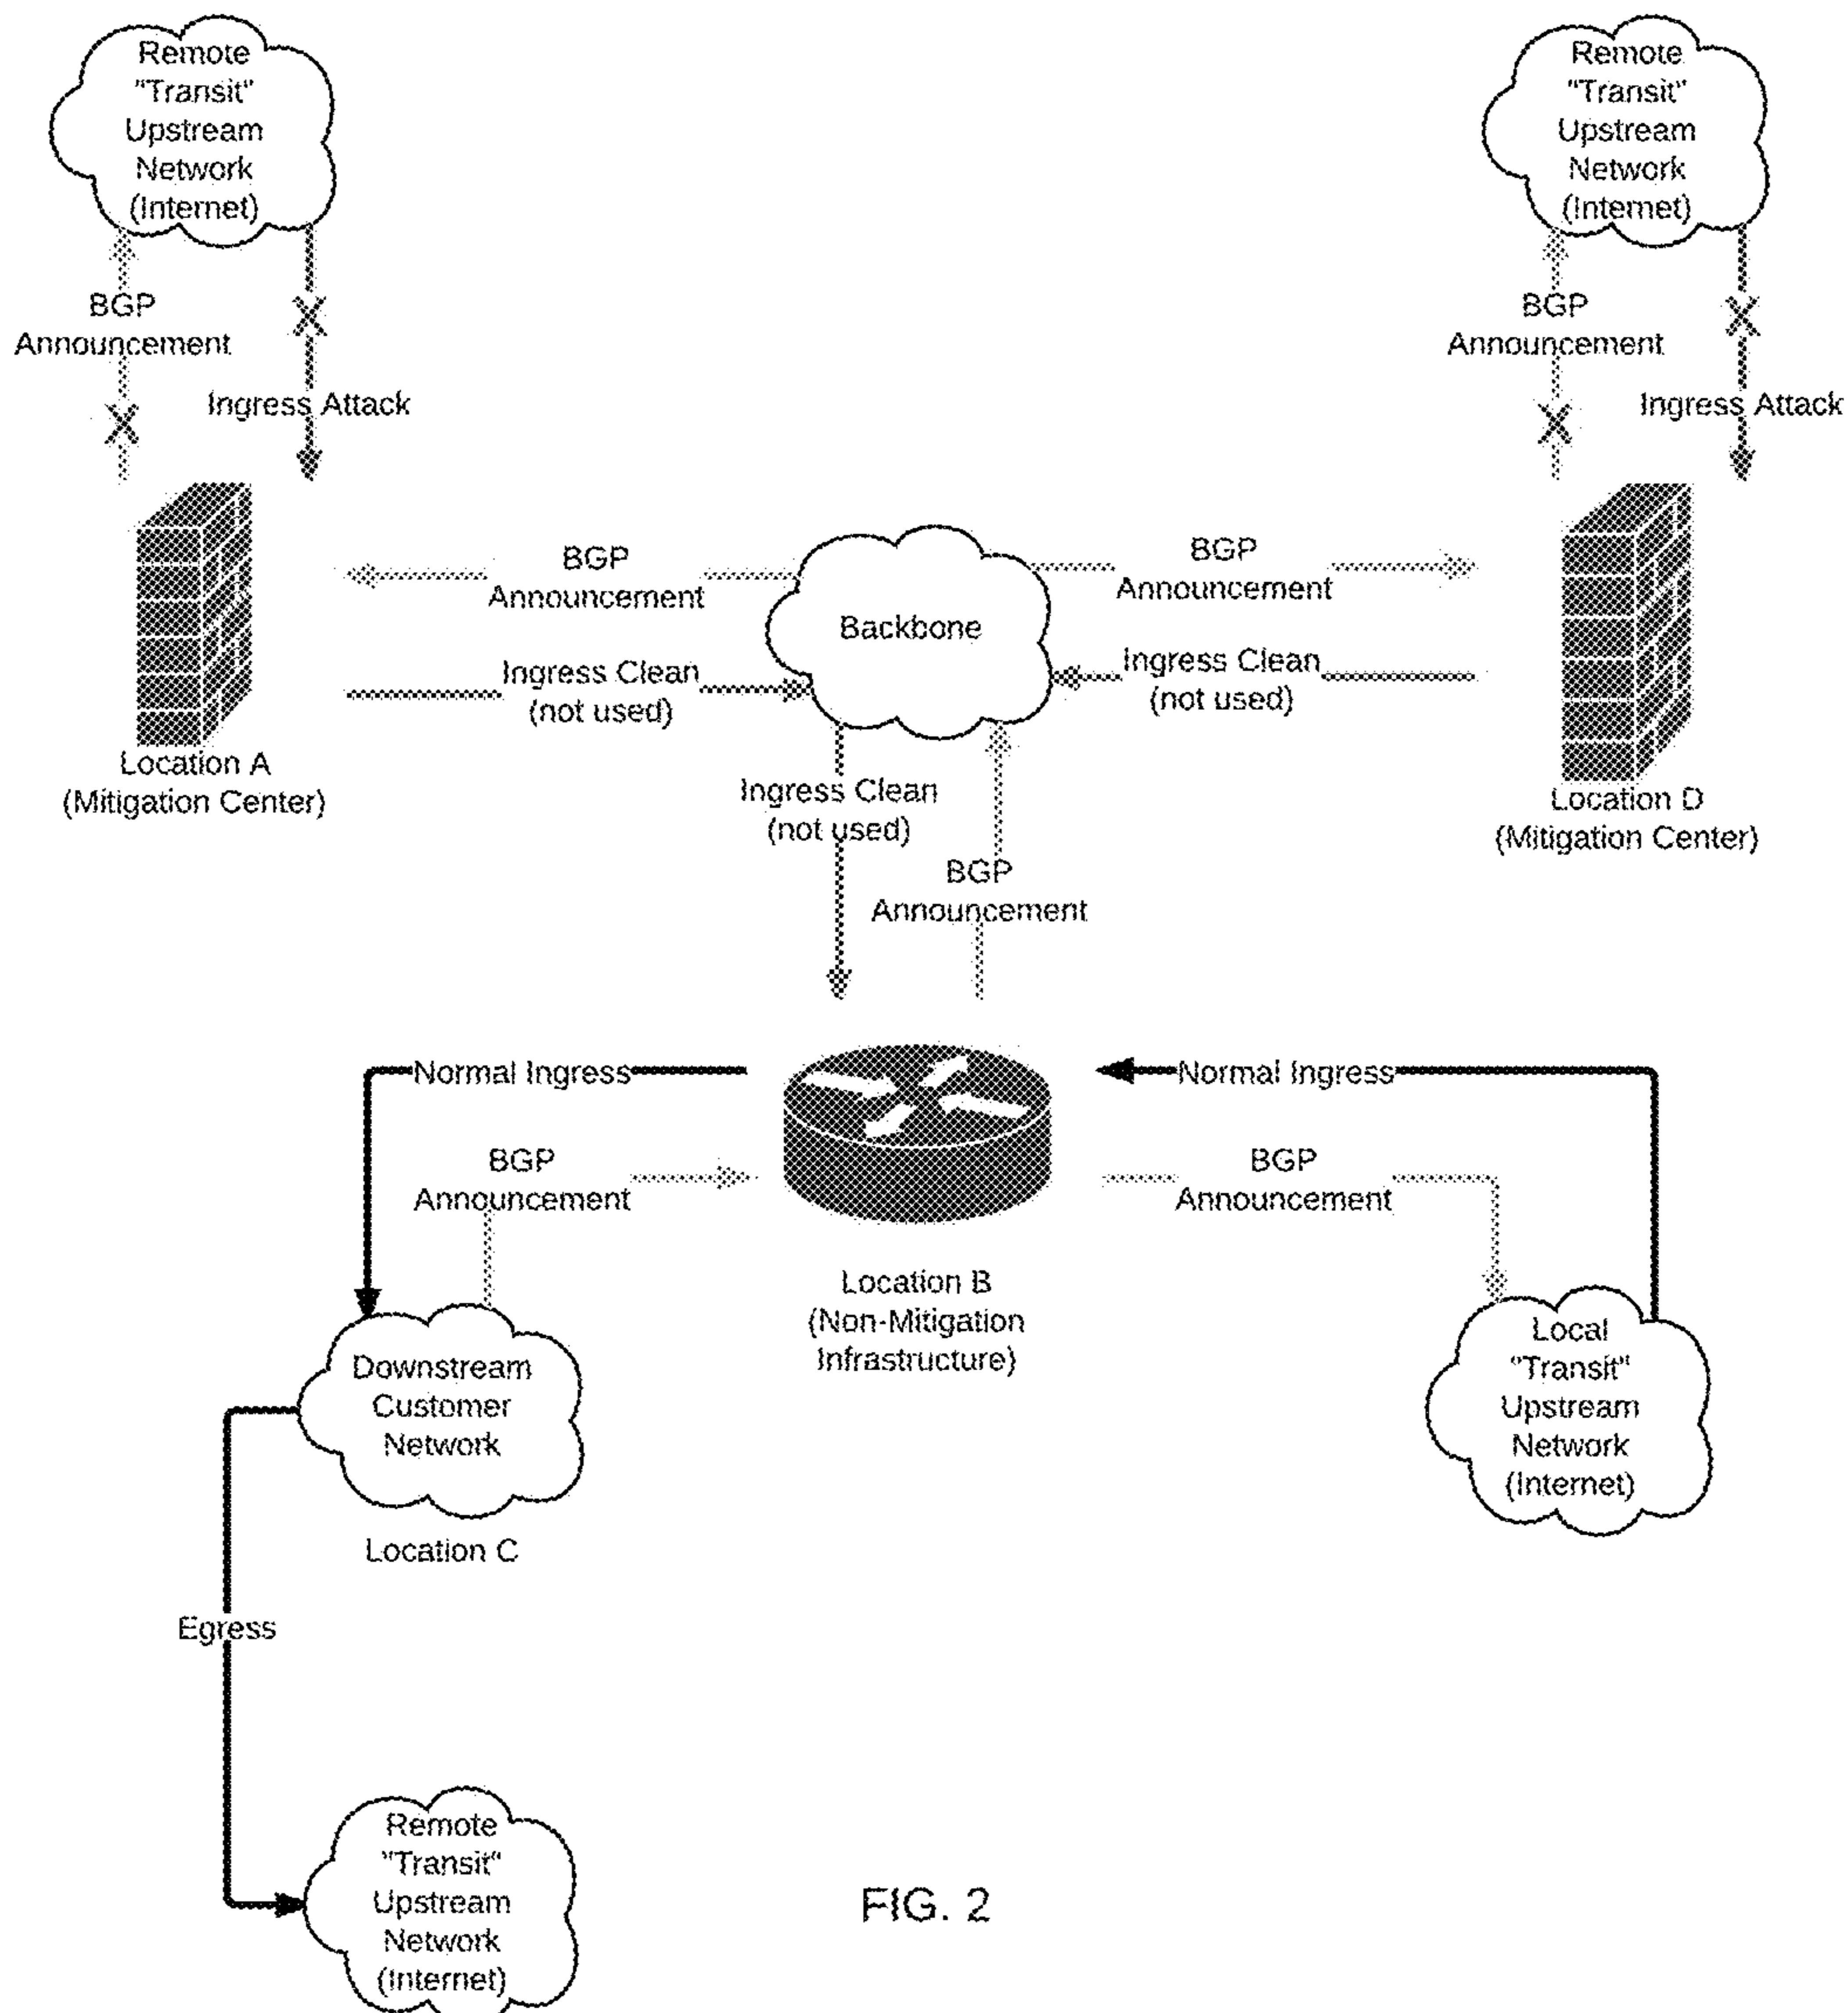 Remote
"Transit"
Upstream
Network
(Internet)
Remote
"Transit"
Upstream
Network
(Internet)
BGP
Announcement
Ingress Attack
BGP
Announcement
Ingress Attack
BGP
Announcement
BGP
Announcement
Backbone
Ingress Clean
(not used)
Ingress Clean
(not used)
Location A
(Mitigation Center)
Location D
(Mitigation Center)
Ingress Clean
(not used)
BGP
Announcement
Normal Ingress
Normal Ingress
BGP
Announcement
BGP
Announcement
Location B
(Non-Mitigation
Infrastructure)
Downstream
Customer
Network
Location C
Local
"Transit"
Upstream
Network
(Internet)
Egress
Remote
"Transit"
Upstream
Network
(Internet)
FIG. 2